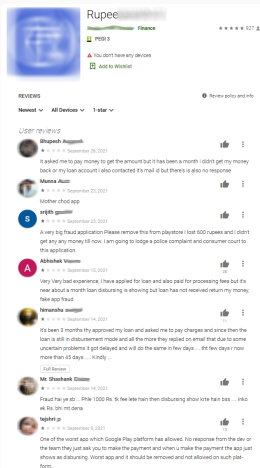 Rupee
Finance
927
PEGI 3
You don't have any devices
Add to Wishlist
REVIEWS
Review policy and info
Newest
All Devices
1-star
User reviews
Bhupesh
September 28, 2021
It asked me to pay money to get the amount but it has been a month I didn't get my money
back or my loan account I also contacted it's mail id but there is also no response
Munna
September 23, 2021
Mother chod app
S
srijith
September 23, 2021
A very big fraud application Please remove this from playstore I lost 600 rupees and I didn't
get any any money till now. I am going to lodge a police complaint and consumer court to
this application
A
Abhishek
September 13, 2021
Very Very bad experience, I have applied for loan and also paid for processing fees but it's
near about a month loan disbursing is showing but loan has not received return my money,
fake app fraud
himanshu
September 14, 2021
It's been 3 months thy approved my loan and asked me to pay charges and since then the
loan is still in disbursement mode and all the more they replied on email that due to some
uncertain problems it got delayed and will do the same in few days ....tht few days r now
more than 45 days ..... Kindly ..
Full Review
Mr. Shashank
September 14, 2021
Fraud hai ye sb ... Phle 1000 Rs. tk fee lete hain then disbursing show krte hain bss ... Inko
ek Rs. bhi mt dena
tejshri
September 9, 2021
One of the worst app which Google Play platform has allowed. No response from the dev or
the team they just ask you to make the payment and when u make the payment the app just
shows as disbursing. Worst app and it should be removed and not allowed on such plat-
form.